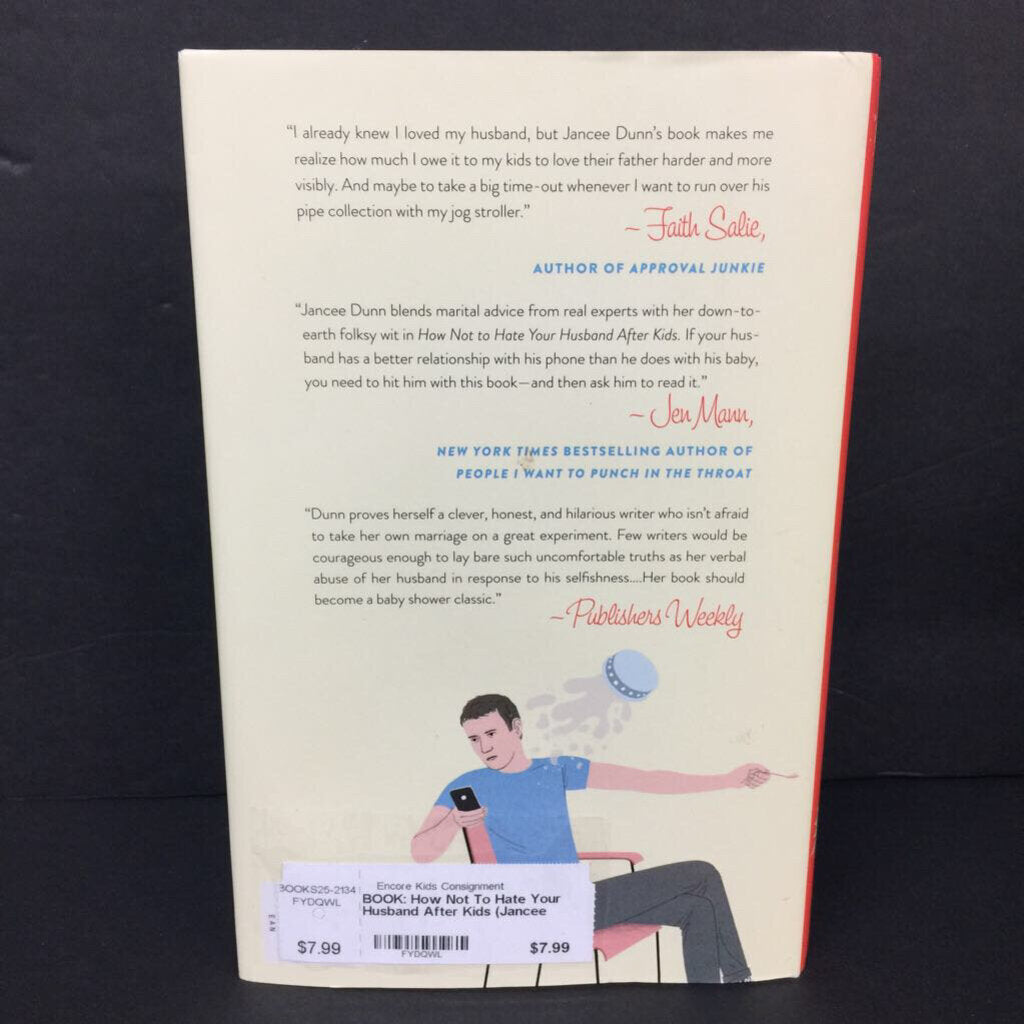 “I already knew I loved my husband, but Jancee Dunn’s book makes me
realize how much I owe it to my kids to love their father harder and more
visibly. And maybe to take a big time-out whenever I want to run over his
pipe collection with my jog stroller.”
~ Faith Salie,
AUTHOR OF APPROVAL JUNKIE
“Jancee Dunn blends marital advice from real experts with her down-to-
earth folksy wit in How Not to Hate Your Husband After Kids. If your hus-
band has a better relationship with his phone than he does with his baby,
you need to hit him with this book—and then ask him to read it.”
~ Jen Mann,
NEW YORK TIMES BESTSELLING AUTHOR OF
PEOPLE I WANT TO PUNCH IN THE THROAT
“Dunn proves herself a clever, honest, and hilarious writer who isn’t afraid
to take her own marriage on a great experiment. Few writers would be
courageous enough to lay bare such uncomfortable truths as her verbal
abuse of her husband in response to his selfishness....Her book should
become a baby shower classic.”
~Publishers Weekly
BOOKS25-2134
FYDQWL
$7.99
Encore Kids Consignment
BOOK: How Not To Hate Your
Husband After Kids (Jancee
FYDQWL
$7.99
EAN